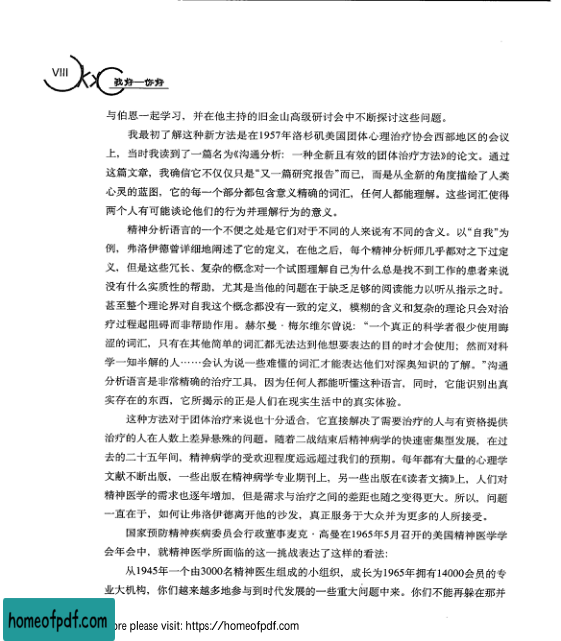 VIII
我好—你好
与伯恩一起学习，并在他主持的旧金山高级研讨会中不断探讨这些问题。
我最初了解这种新方法是在1957年洛杉矶美国团体心理治疗协会西部地区的会议
上，当时我读到了一篇名为《沟通分析：一种全新且有效的团体治疗方法》的论文。通过
这篇文章，我确信它不仅仅只是“又一篇研究报告”而已，而是从全新的角度描绘了人类
心灵的蓝图，它的每一个部分都包含意义精确的词汇，任何人都能理解。这些词汇使得
两个人有可能谈论他们的行为并理解行为的意义。
精神分析语言的一个不便之处是它们对于不同的人来说有不同的含义。以“自我”为
例，弗洛伊德曾详细地阐述了它的定义，在他之后，每个精神分析师几乎都对之下过定
义，但是这些冗长、复杂的概念对一个试图理解自己为什么总是找不到工作的患者来说
没有什么实质性的帮助，尤其是当他的问题在于缺乏足够的阅读能力以听从指示之时。
甚至整个理论界对自我这个概念都没有一致的定义，模糊的含义和复杂的理论只会对治
疗过程起阻碍而非帮助作用。赫尔曼·梅尔维尔曾说：“一个真正的科学者很少使用晦
涩的词汇，只有在其他简单的词汇都无法达到他想要表达的目的时才会使用；然而对科
学一知半解的人……会认为说一些难懂的词汇才能表达他们对深奥知识的了解。”沟通
分析语言是非常精确的治疗工具，因为任何人都能听懂这种语言，同时，它能识别出真
实存在的东西，它所揭示的正是人们在现实生活中的真实体验。
这种方法对于团体治疗来说也十分适合，它直接解决了需要治疗的人与有资格提供
治疗的人在人数上差异悬殊的问题。随着二战结束后精神病学的快速密集型发展，在过
去的二十五年间，精神病学的受欢迎程度远远超过我们的预期。每年都有大量的心理学
文献不断出版，一些出版在精神病学专业期刊上，另一些出版在《读者文摘》上，人们对
精神医学的需求也逐年增加，但是需求与治疗之间的差距也随之变得更大。所以，问题
一直在于，如何让弗洛伊德离开他的沙发，真正服务于大众并为更多的人所接受。
国家预防精神疾病委员会行政董事麦克·高曼在1965年5月召开的美国精神医学学
会年会中，就精神医学所面临的这一挑战表达了这样的看法：
从1945年一个由3000名精神医生组成的小组织，成长为1965年拥有14000会员的专
业大机构，你们越来越多地参与到时代发展的一些重大问题中来。你们不能再躲在那并
homeofpdf.com
ore please visit: https://homeofpdf.com